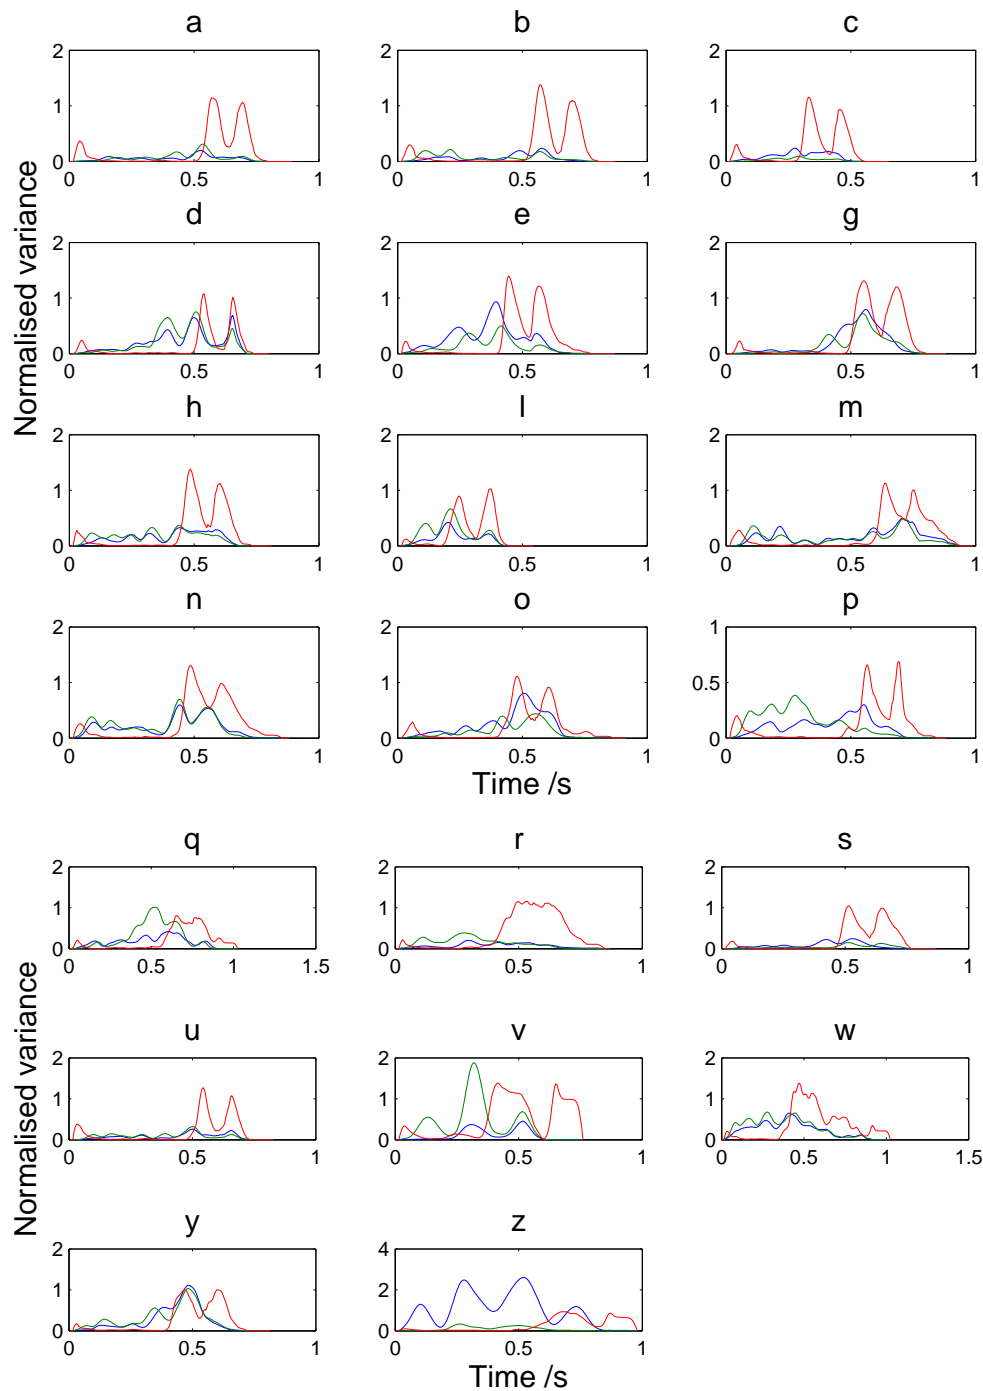 a b c
2 2 2
1 1 1
0 0 0
0 0.5 1 0 0.5 1 0 0.5 1
d e g
2 2 2
1 1 1
0 0 0
0 0.5 1 0 0.5 1 0 0.5 1
Normalised variance
h l m
2 2 2
1 1 1
0 0 0
0 0.5 1 0 0.5 1 0 0.5 1
n o p
2 2 1
1 1 0.5
0 0 0
0 0.5 1 0 0.5 1 0 0.5 1
Time /s
q r s
2 2 2
1 1 1
0 0 0
0 0.5 1 1.5 0 0.5 1 0 0.5 1
Normalised variance
u v w
2 2 2
1 1 1
0 0 0
0 0.5 1 0 0.5 1 0 0.5 1 1.5
y z
2 4
1 2
0 0
0 0.5 1 0 0.5 1
Time /s